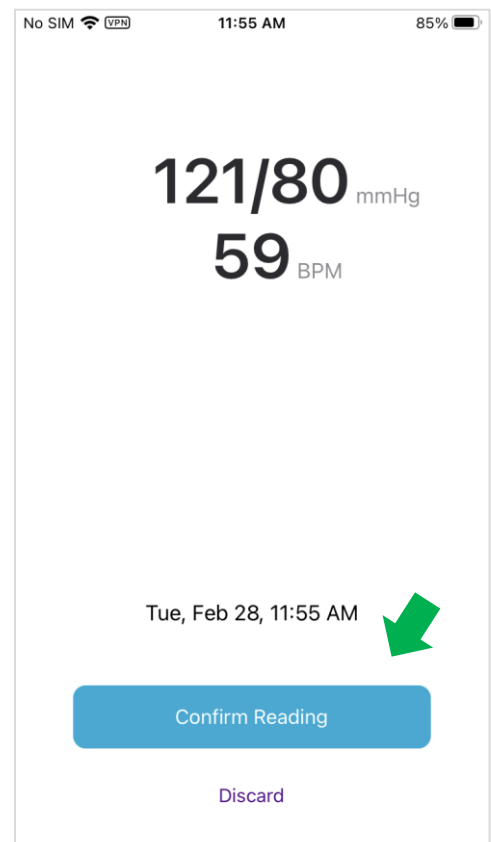 No SIM VPN 11:55 AM 85%
121/80 mmHg
59 BPM
Tue, Feb 28, 11:55 AM
Confirm Reading
Discard